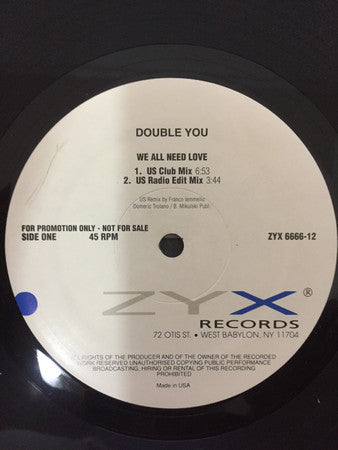 DOUBLE YOU
WE ALL NEED LOVE
1. US Club Mix 6:53
2. US Radio Edit Mix 3:44
US Remix by Franco Iemmello
Domeric Troiano / B. Mikulski Publ.
FOR PROMOTION ONLY - NOT FOR SALE
SIDE ONE 45 RPM ZYX 6666-12
ZYX ®
RECORDS
72 OTIS ST. • WEST BABYLON, NY 11704
ALL RIGHTS OF THE PRODUCER AND OF THE OWNER OF THE RECORDED
WORK RESERVED UNAUTHORISED COPYING PUBLIC PERFORMANCE
BROADCASTING, HIRING OR RENTAL OF THIS RECORDING
PROHIBITED
Made in USA